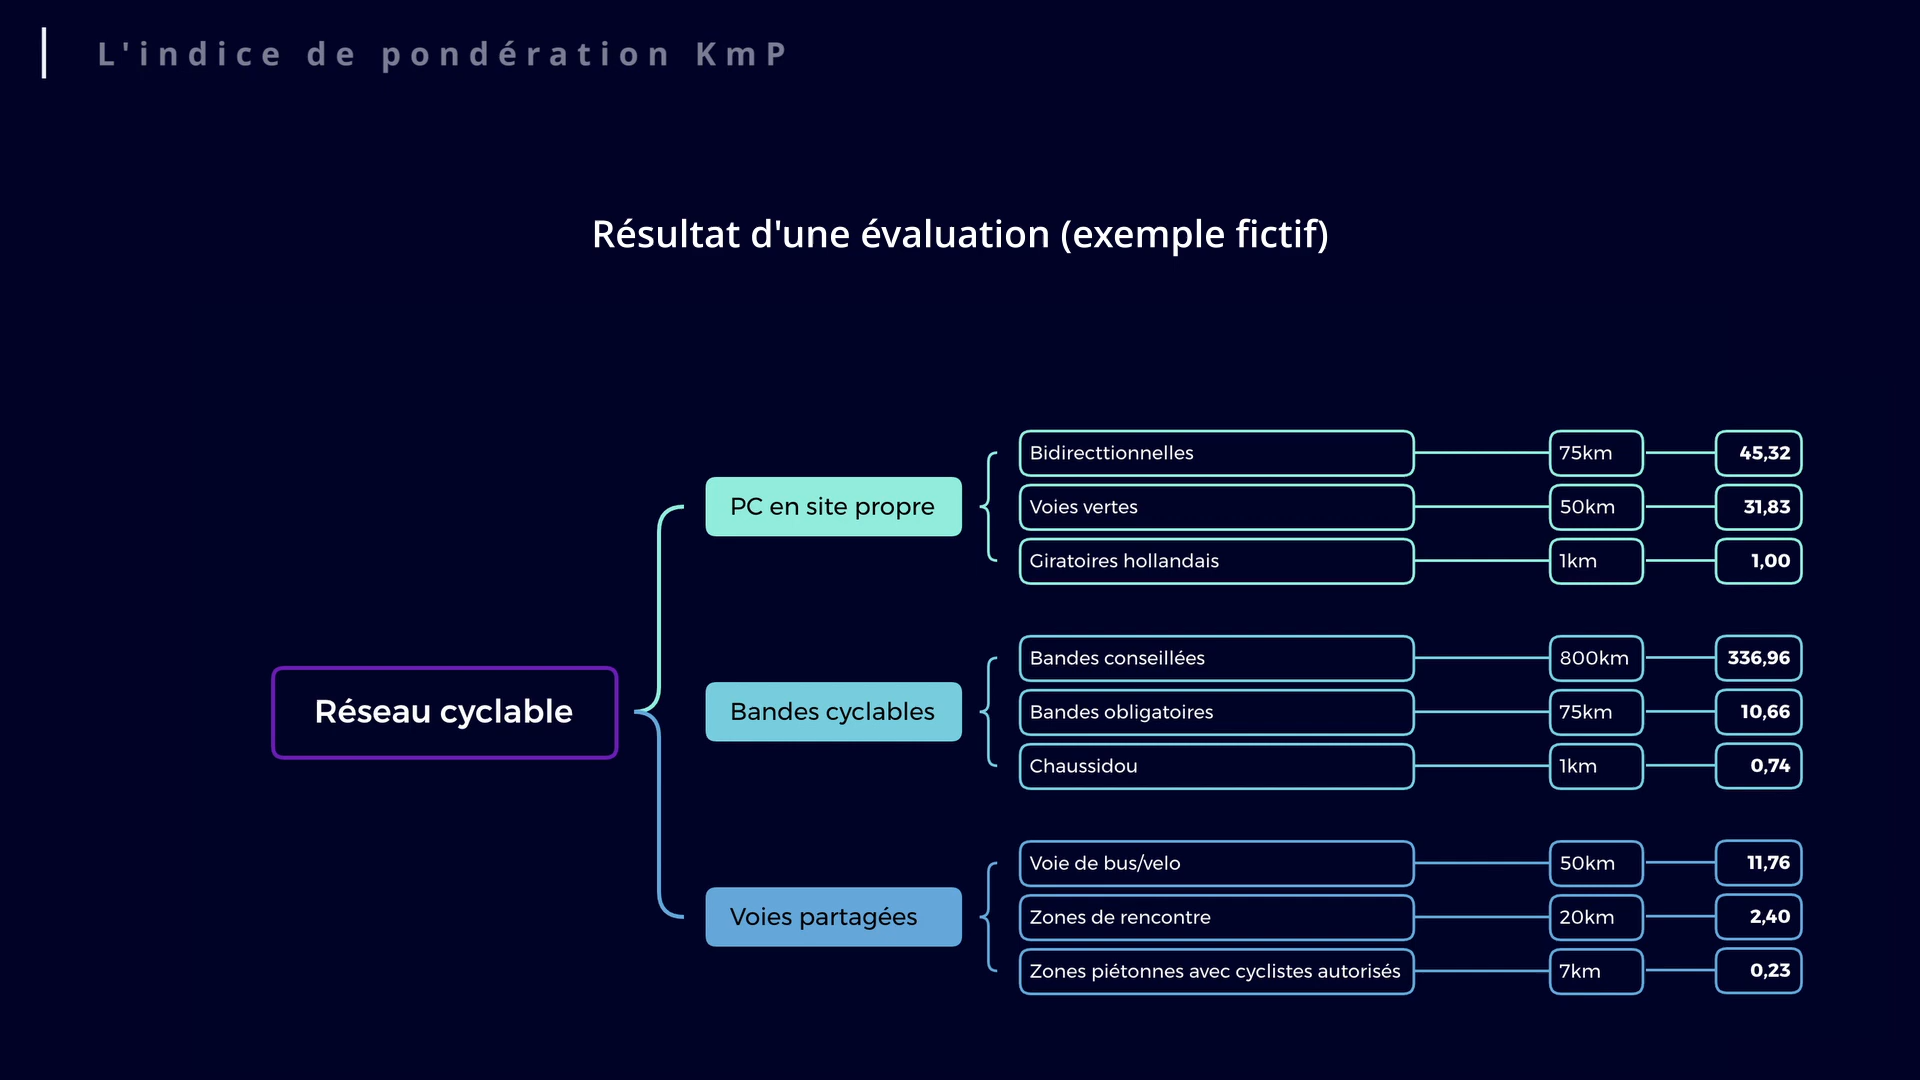 L'indice de pondération KmP
Résultat d'une évaluation (exemple fictif)
Réseau cyclable
PC en site propre
Bidirecttionnelles 75km 45,32
Voies vertes 50km 31,83
Giratoires hollandais 1km 1,00
Bandes cyclables
Bandes conseillées 800km 336,96
Bandes obligatoires 75km 10,66
Chaussidou 1km 0,74
Voies partagées
Voie de bus/velo 50km 11,76
Zones de rencontre 20km 2,40
Zones piétonnes avec cyclistes autorisés 7km 0,23